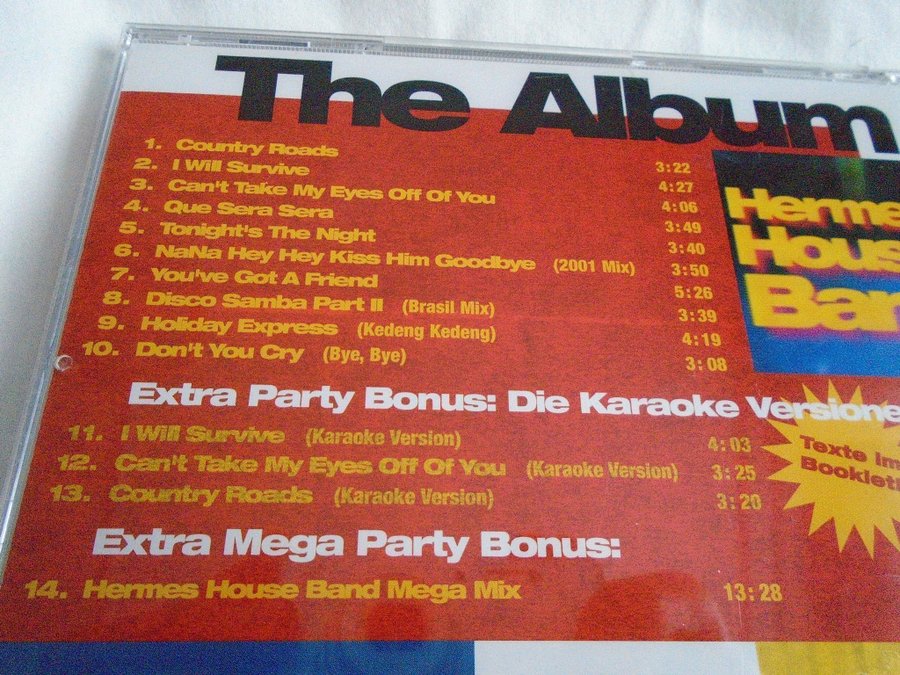 The Album
1. Country Roads 3:22
2. I Will Survive 4:27
3. Can't Take My Eyes Off Of You 4:06
4. Que Sera Sera 3:49
5. Tonight's The Night 3:40
6. NaNa Hey Hey Kiss Him Goodbye (2001 Mix) 3:50
7. You've Got A Friend 5:26
8. Disco Samba Part II (Brasil Mix) 3:39
9. Holiday Express (Kedeng Kedeng) 4:19
10. Don't You Cry (Bye, Bye) 3:08
Herme
Hous
Ban
Extra Party Bonus: Die Karaoke Versione
11. I Will Survive (Karaoke Version) 4:03
12. Can't Take My Eyes Off Of You (Karaoke Version) 3:25
13. Country Roads (Karaoke Version) 3:20
Texte im
Booklet!
Extra Mega Party Bonus:
14. Hermes House Band Mega Mix 13:28